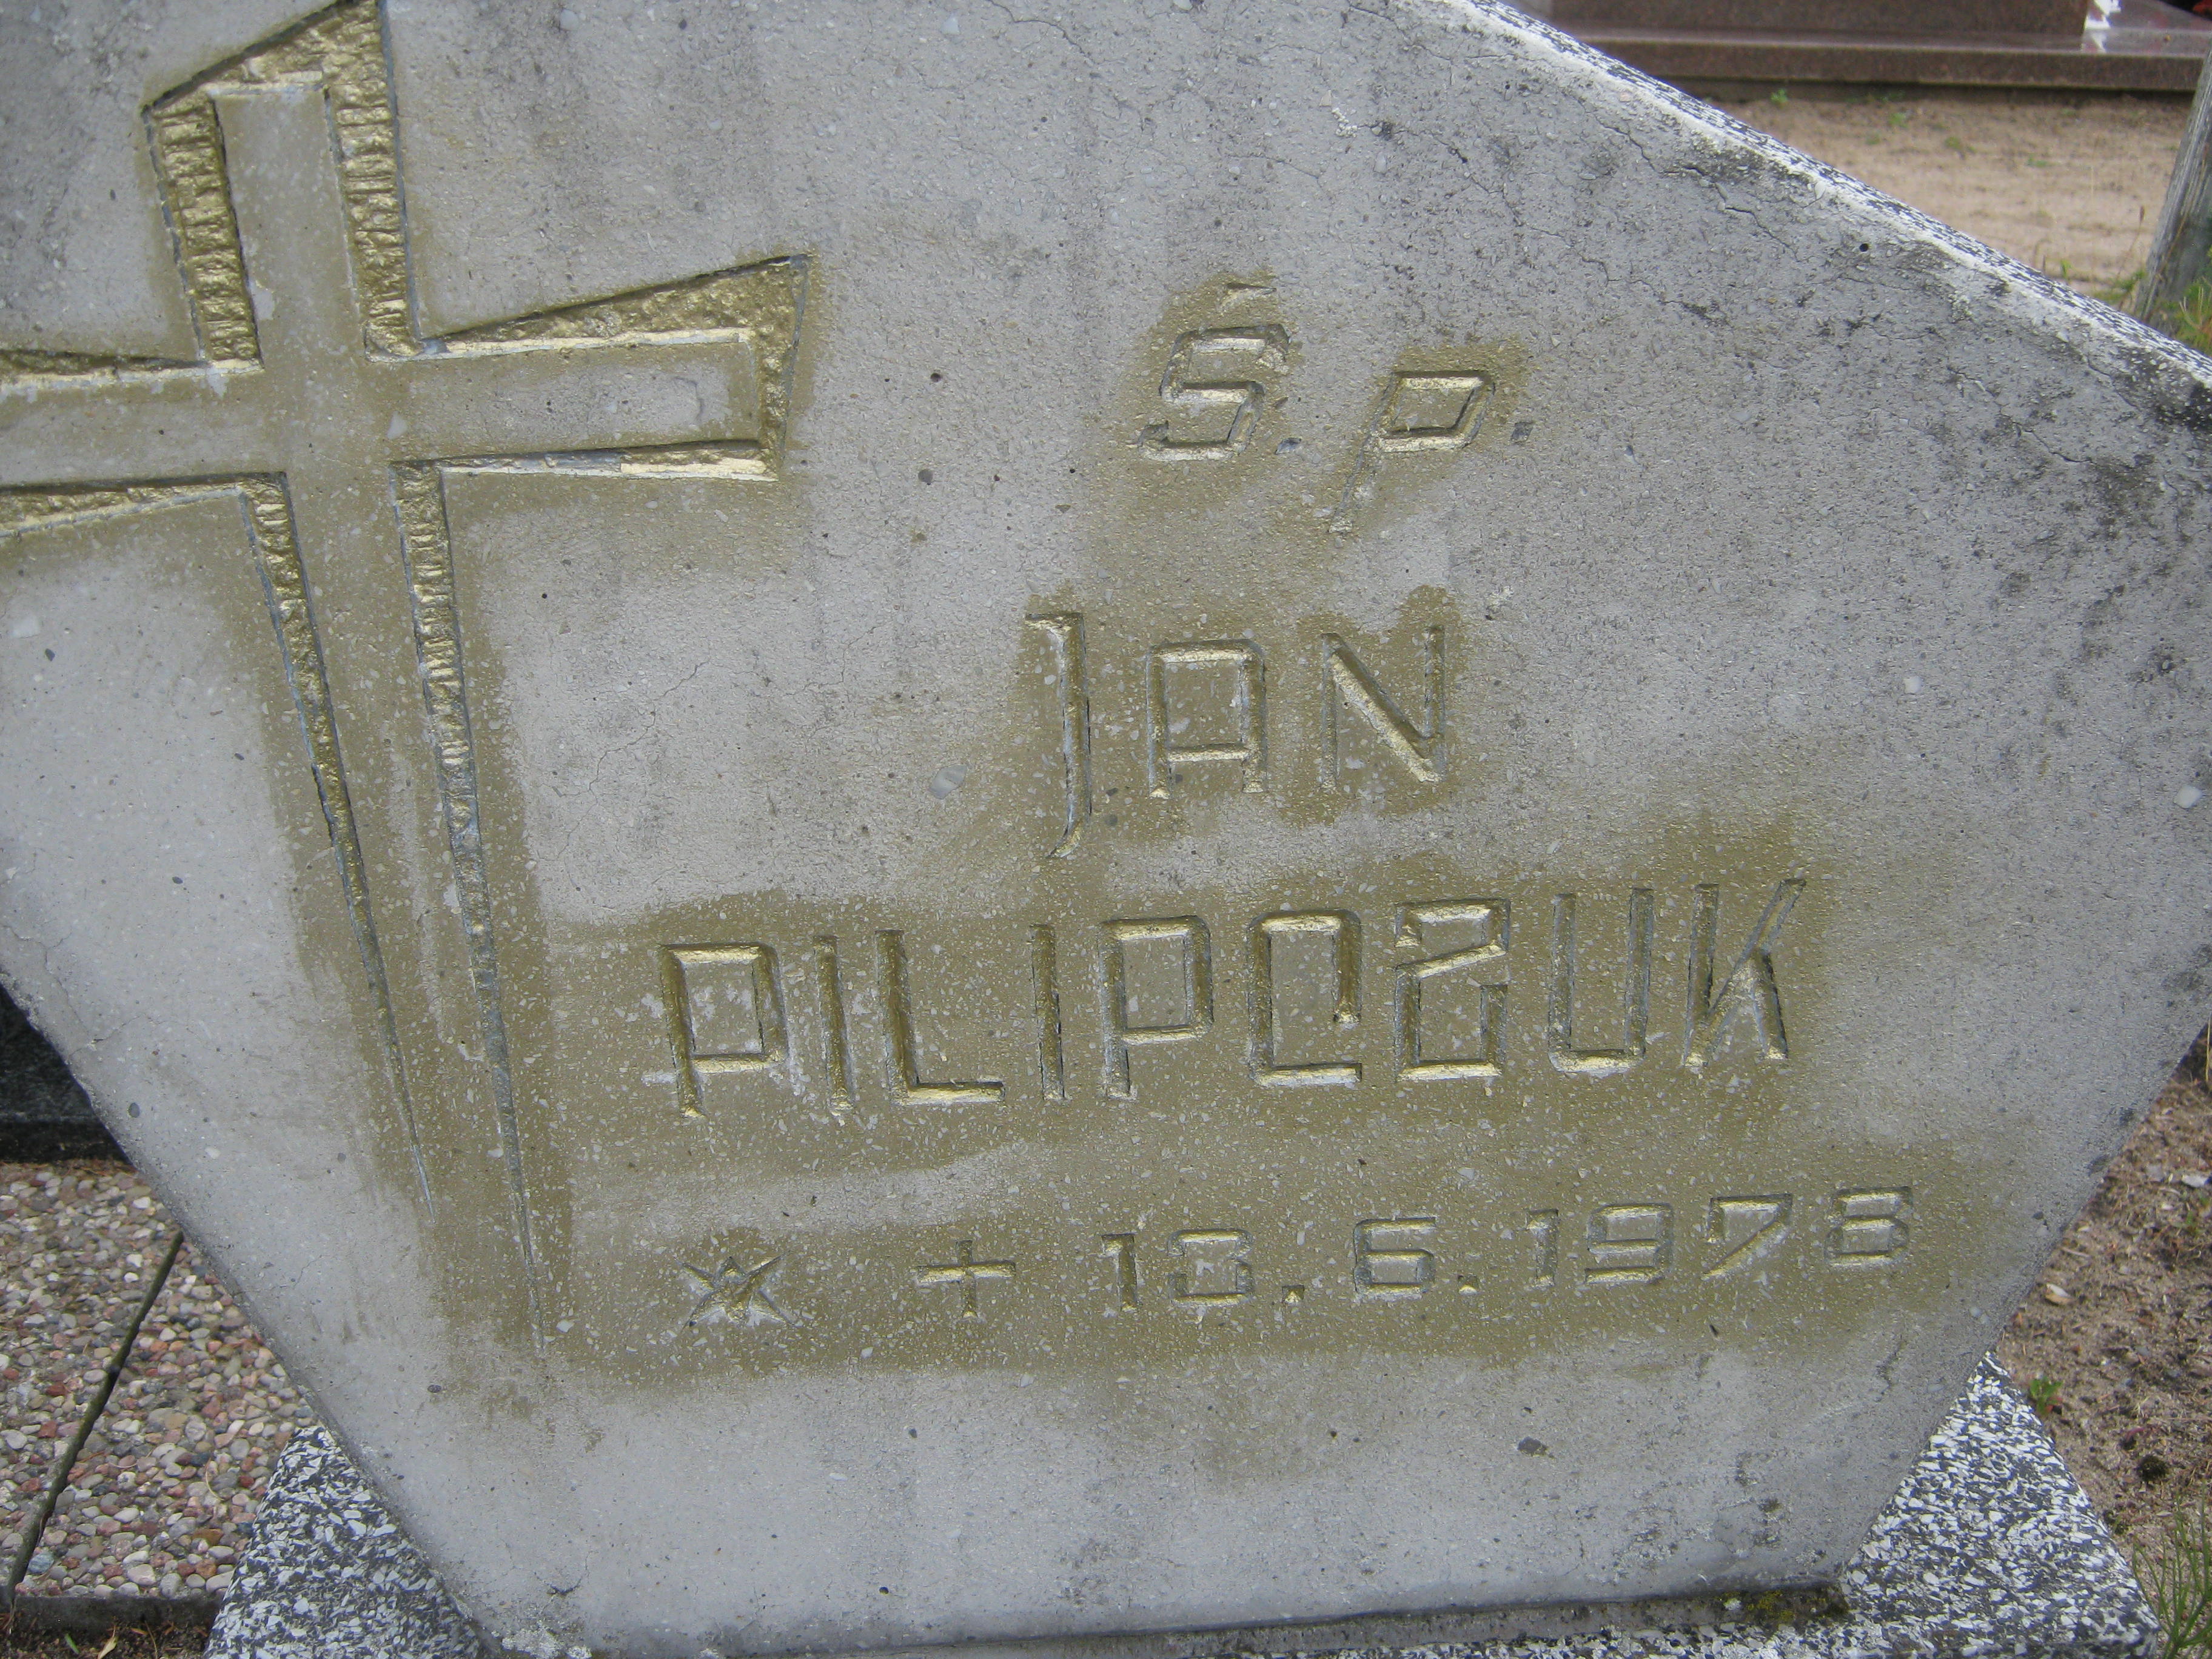 Ś.P.
JAN
PILIPCZUK
* + 13.6.1978